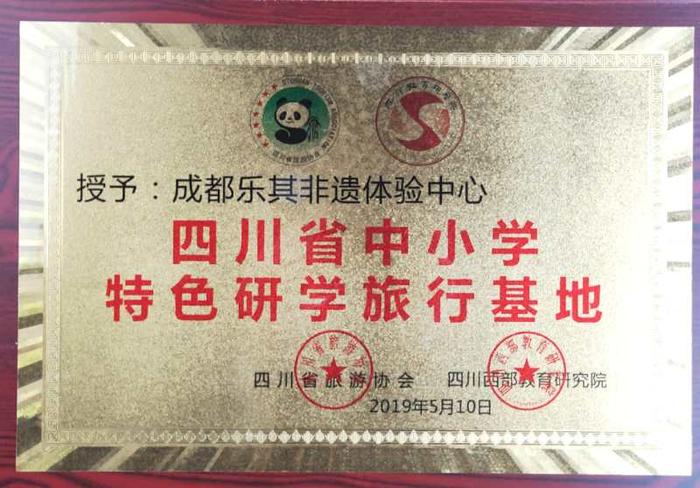 授予：成都乐其非遗体验中心
四川省中小学
特色研学旅行基地
四川省旅游协会 四川西部教育研究院
2019年5月10日